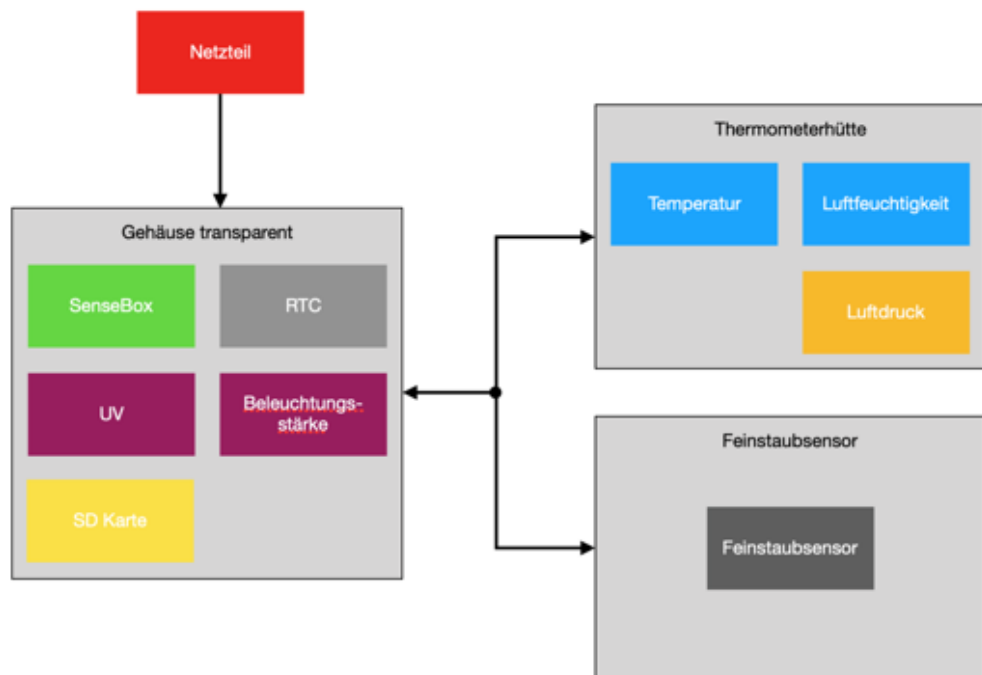 Netzteil
Gehäuse transparent
SenseBox
RTC
UV
Beleuchtungs-
stärke
SD Karte
Thermometerhütte
Temperatur
Luftfeuchtigkeit
Luftdruck
Feinstaubsensor
Feinstaubsensor